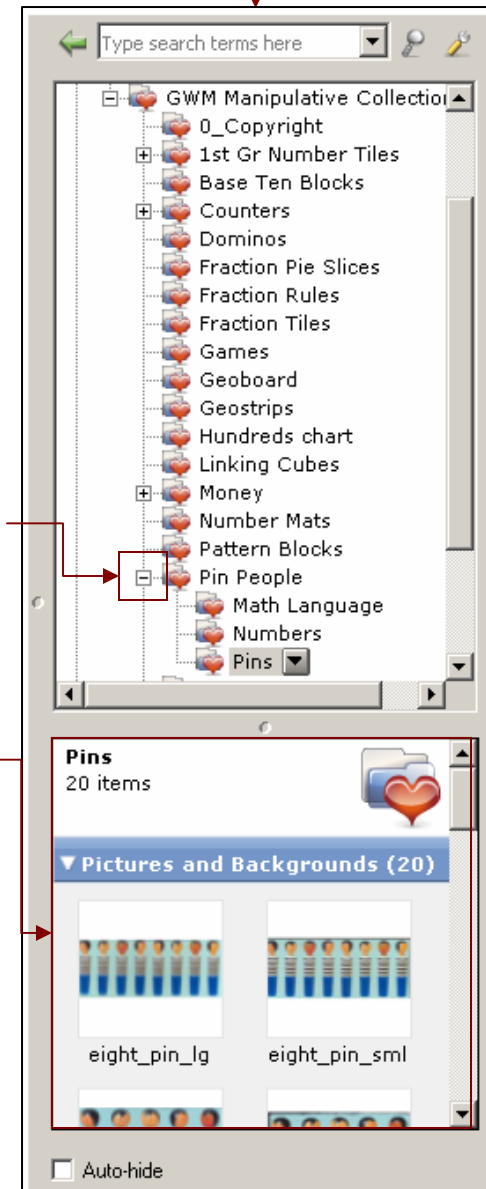 Type search terms here
GWM Manipulative Collection
0_Copyright
1st Gr Number Tiles
Base Ten Blocks
Counters
Dominos
Fraction Pie Slices
Fraction Rules
Fraction Tiles
Games
Geoboard
Geostrips
Hundreds chart
Linking Cubes
Money
Number Mats
Pattern Blocks
Pin People
Math Language
Numbers
Pins
Pins
20 items
Pictures and Backgrounds (20)
eight_pin_lg eight_pin_sml
Auto-hide